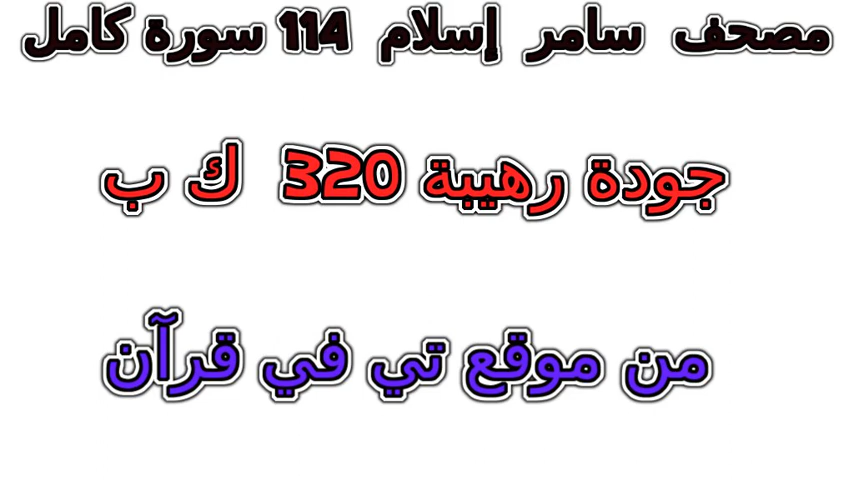 مصحف سامر إسلام 114 سورة كامل
جودة رهيبة 320 ك ب
من موقع تي في قرآن